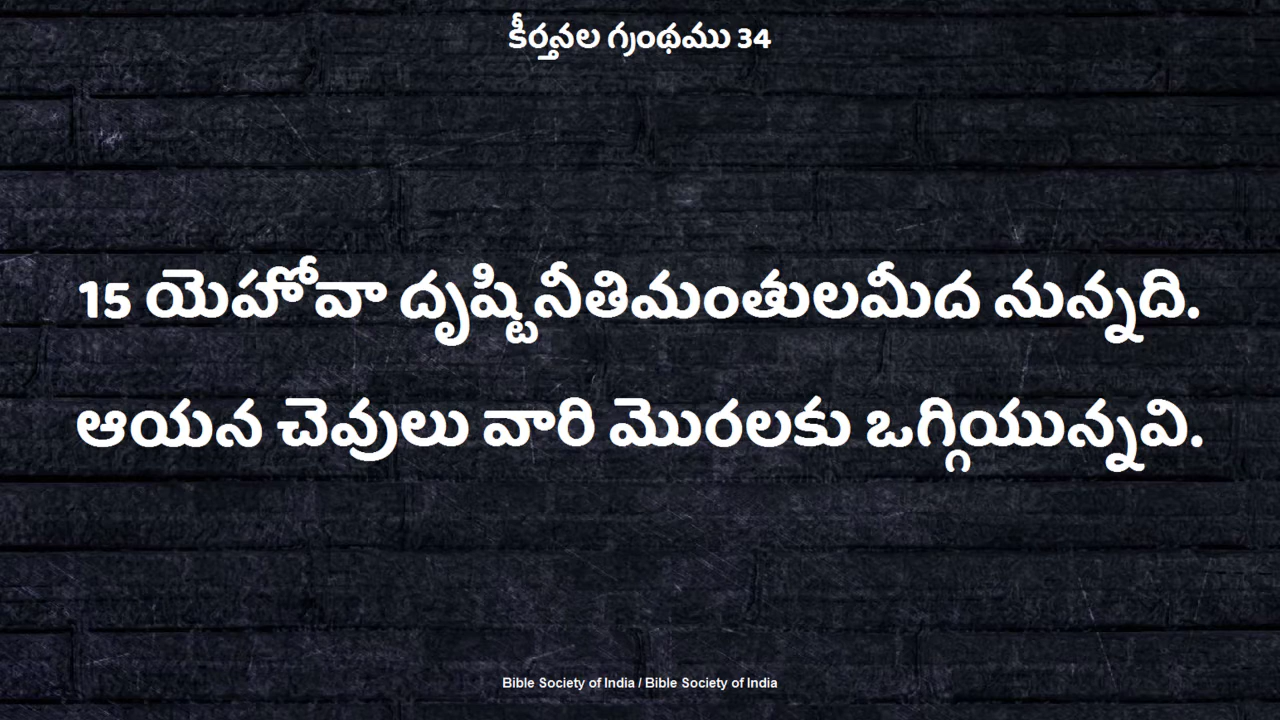 కీర్తనల గ్రంథము 34
15 యెహోవా దృష్టి నీతిమంతులమీద నున్నది.
ఆయన చెవులు వారి మొరలకు ఒగ్గియున్నవి.
Bible Society of India / Bible Society of India